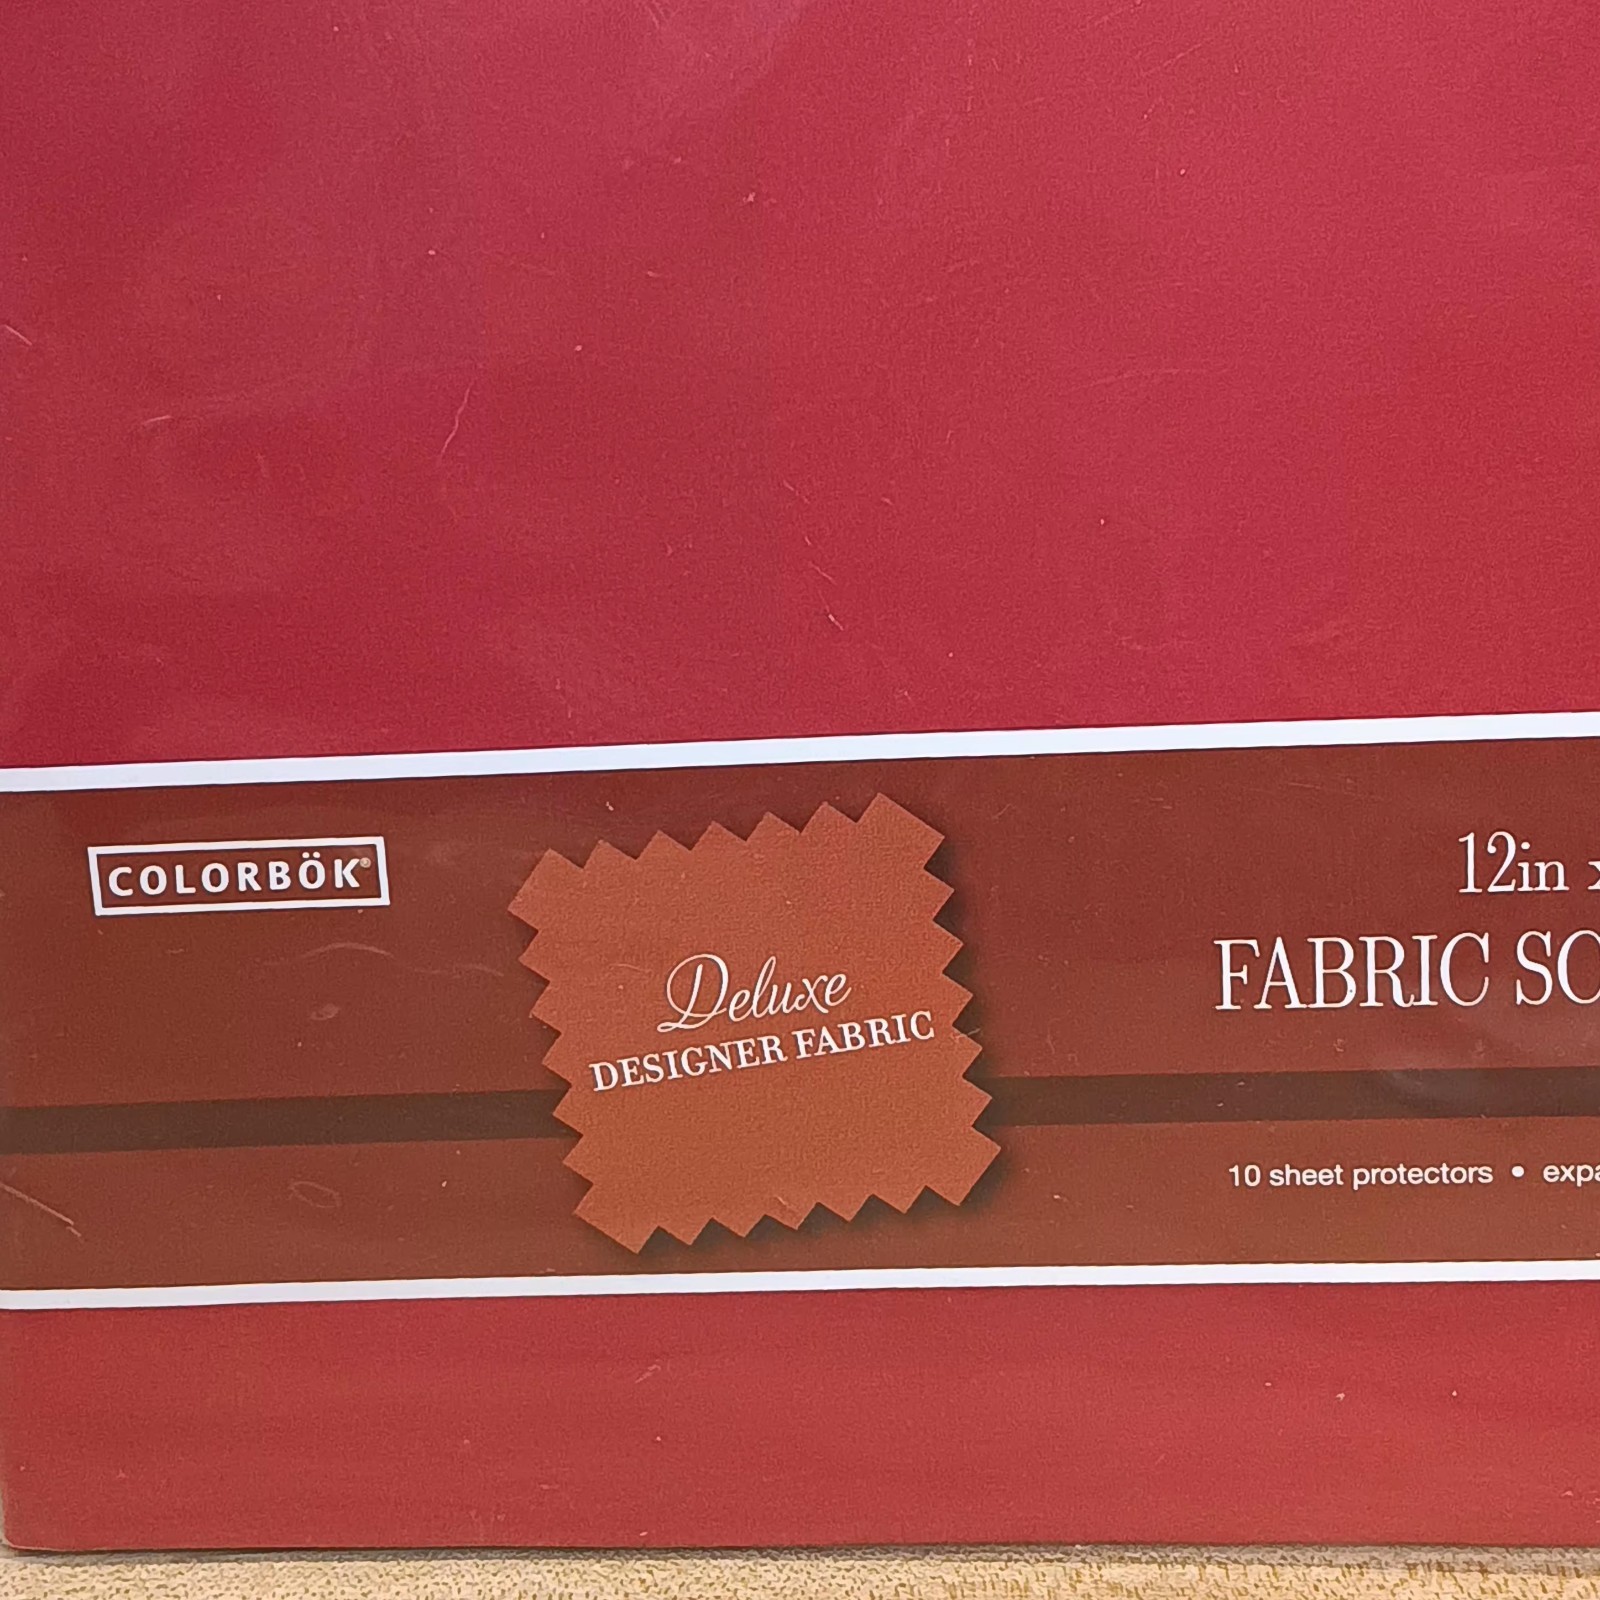 COLORBÖK®
Deluxe
DESIGNER FABRIC
12in
FABRIC SC
10 sheet protectors • expa